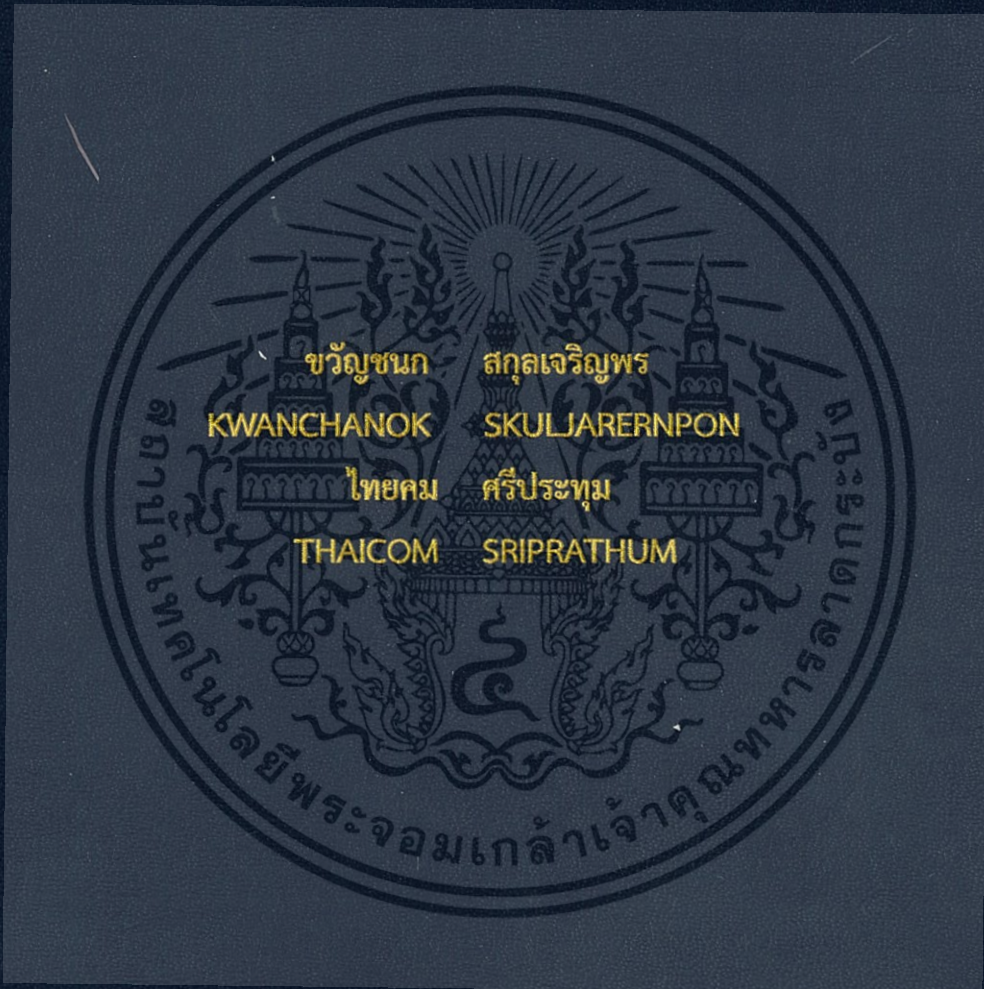 ขวัญชนก สกุลเจริญพร
KWANCHANOK SKULJARERNPON
ไทยคม ศรีประทุม
THAICOM SRIPRATHUM
สถาบันเทคโนโลยีพระจอมเกล้าเจ้าคุณทหารลาดกระบัง
๔